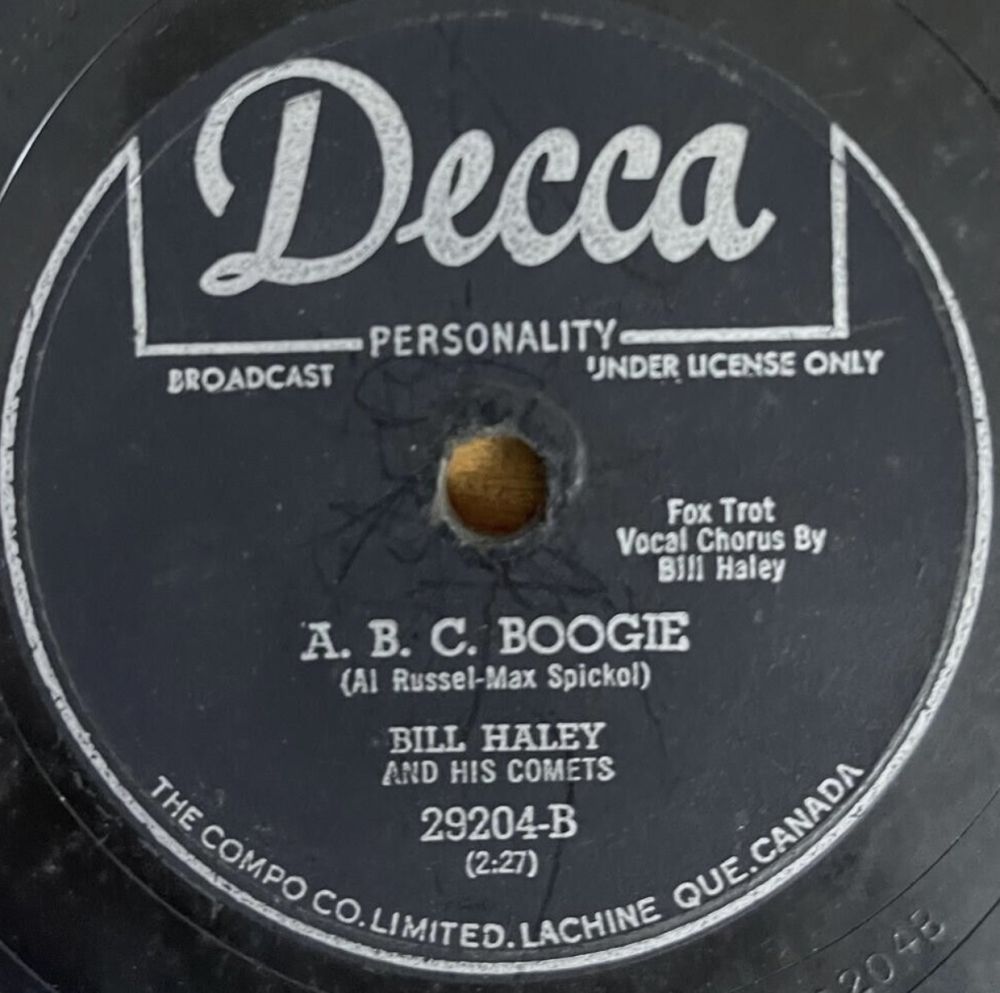 Decca
PERSONALITY
BROADCAST
UNDER LICENSE ONLY
Fox Trot
Vocal Chorus By
Bill Haley
A. B. C. BOOGIE
(Al Russel-Max Spickol)
BILL HALEY
AND HIS COMETS
29204-B
(2:27)
THE COMPO CO. LIMITED. LACHINE QUE. CANADA
204B